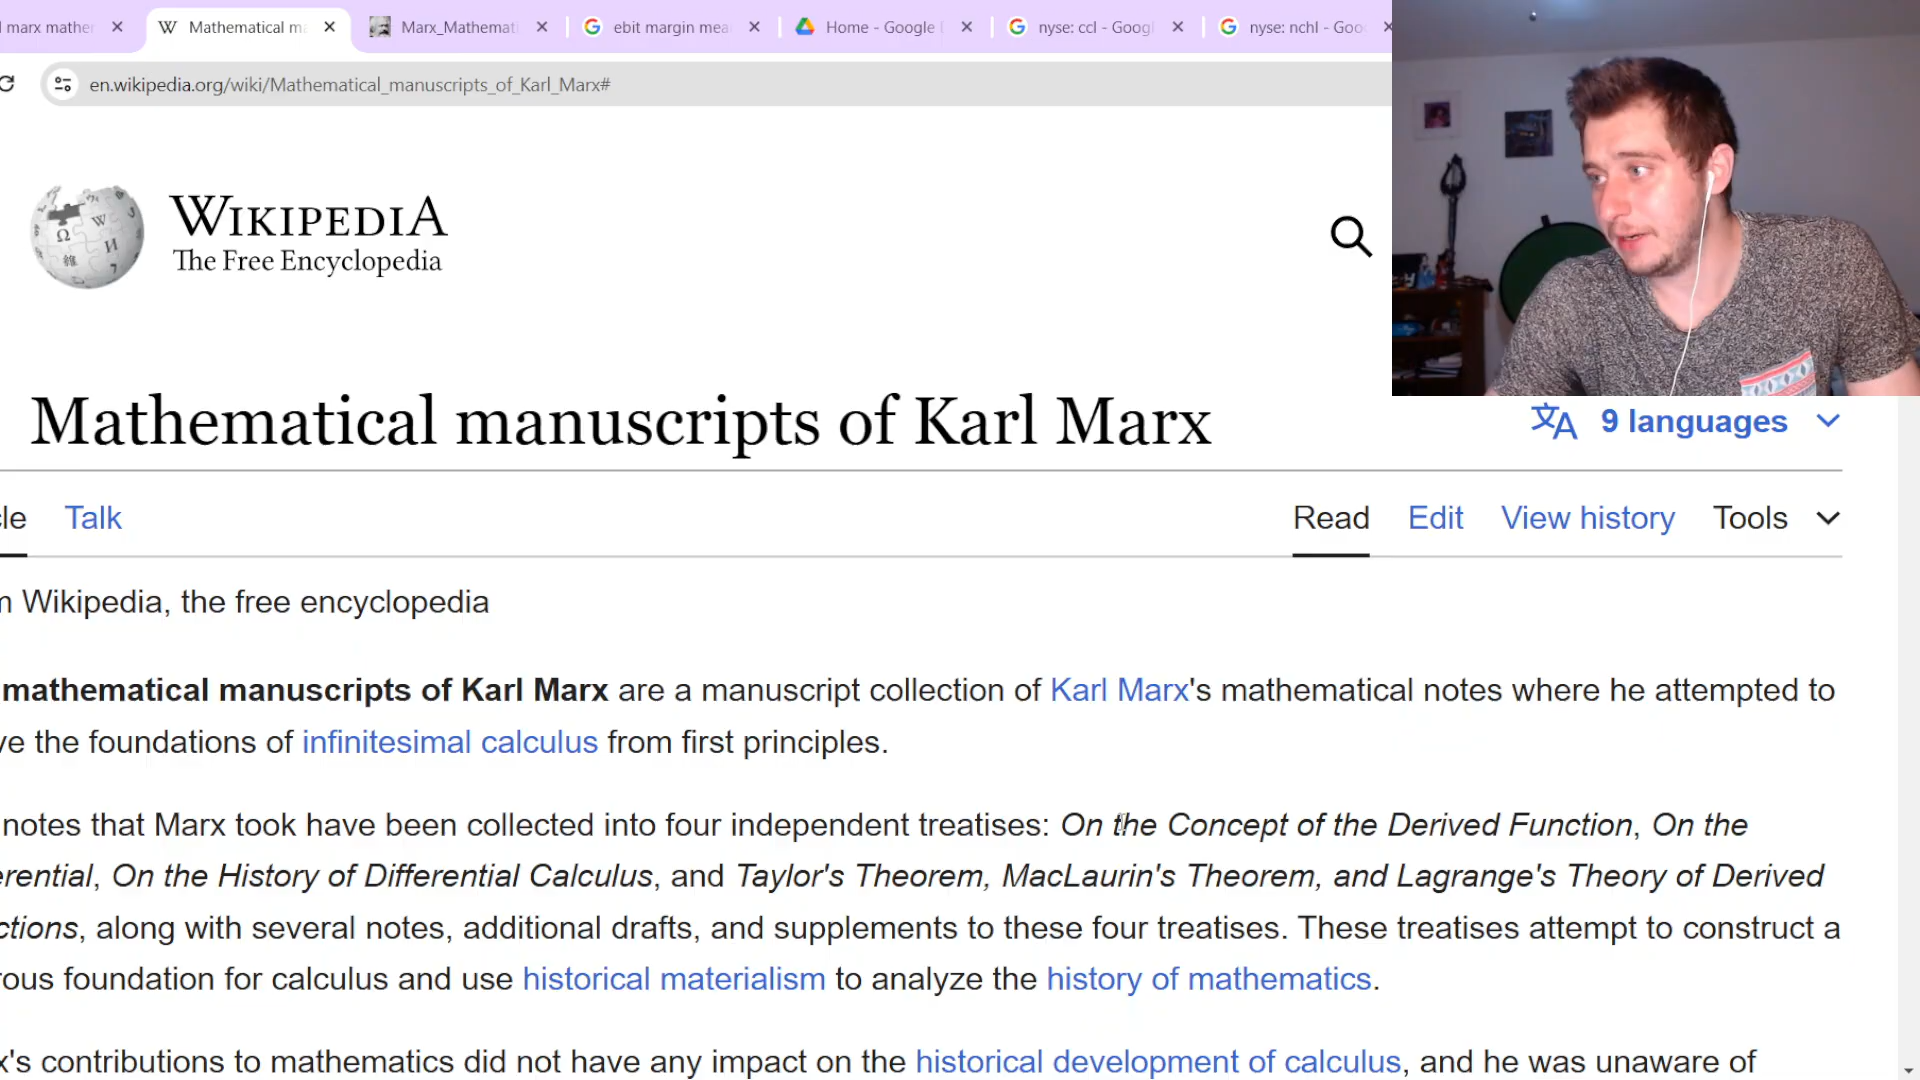 marx mather
Mathematical ma
Marx_Mathemati
ebit margin mea
Home - Google
nyse: ccl - Googl
nyse: nchl - Goo
en.wikipedia.org/wiki/Mathematical_manuscripts_of_Karl_Marx#
WIKIPEDIA
The Free Encyclopedia
Mathematical manuscripts of Karl Marx
9 languages
Talk
Read Edit View history Tools
Wikipedia, the free encyclopedia
mathematical manuscripts of Karl Marx are a manuscript collection of Karl Marx's mathematical notes where he attempted to
ve the foundations of infinitesimal calculus from first principles.
notes that Marx took have been collected into four independent treatises: On the Concept of the Derived Function, On the
erential, On the History of Differential Calculus, and Taylor's Theorem, MacLaurin's Theorem, and Lagrange's Theory of Derived
ctions, along with several notes, additional drafts, and supplements to these four treatises. These treatises attempt to construct a
rous foundation for calculus and use historical materialism to analyze the history of mathematics.
x's contributions to mathematics did not have any impact on the historical development of calculus, and he was unaware of